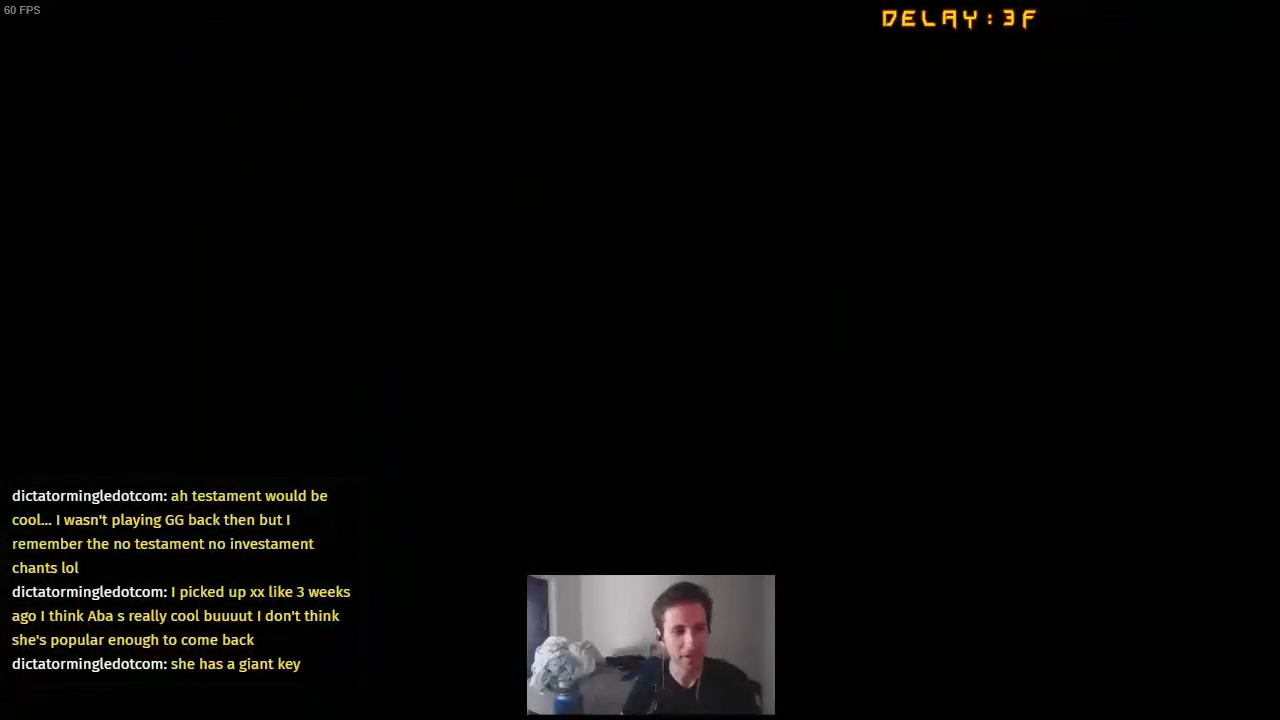 60 FPS
DELAY:3F
dictatormingledotcom: ah testament would be
cool... I wasn't playing GG back then but I
remember the no testament no investament
chants lol
dictatormingledotcom: I picked up xx like 3 weeks
ago I think Aba s really cool buuuut I don't think
she's popular enough to come back
dictatormingledotcom: she has a giant key